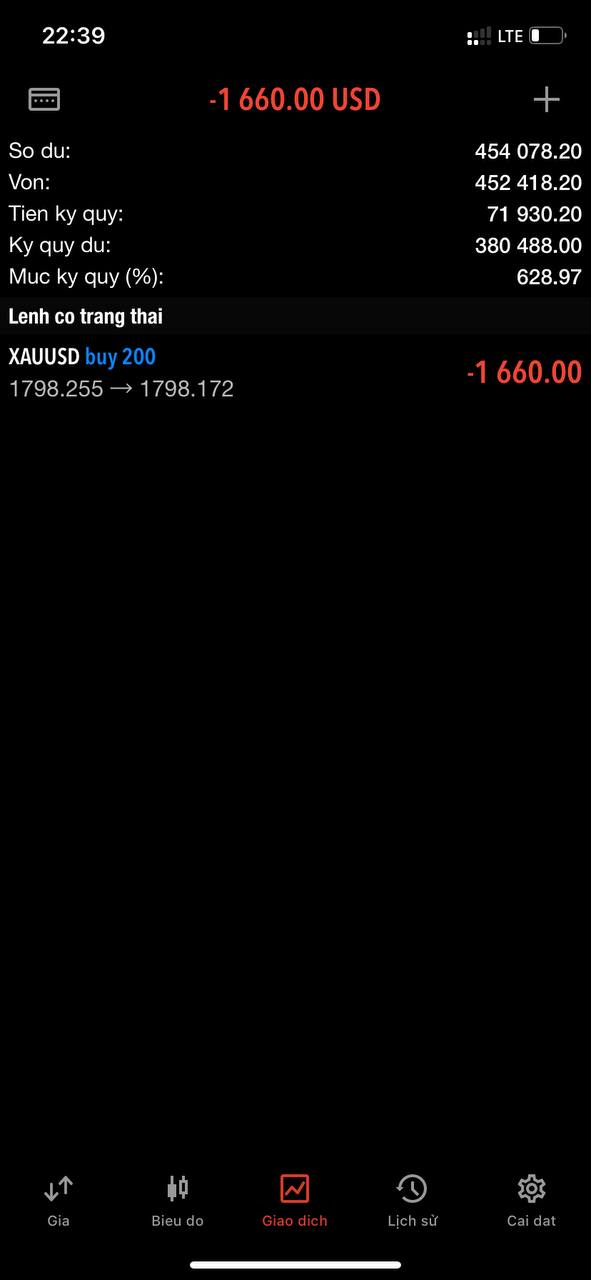 22:39 LTE
-1 660.00 USD
So du: 454 078.20
Von: 452 418.20
Tien ky quy: 71 930.20
Ky quy du: 380 488.00
Muc ky quy (%): 628.97
Lenh co trang thai
XAUUSD buy 200
-1 660.00
1798.255 → 1798.172
Gia Bieu do Giao dich Lịch sử Cai dat